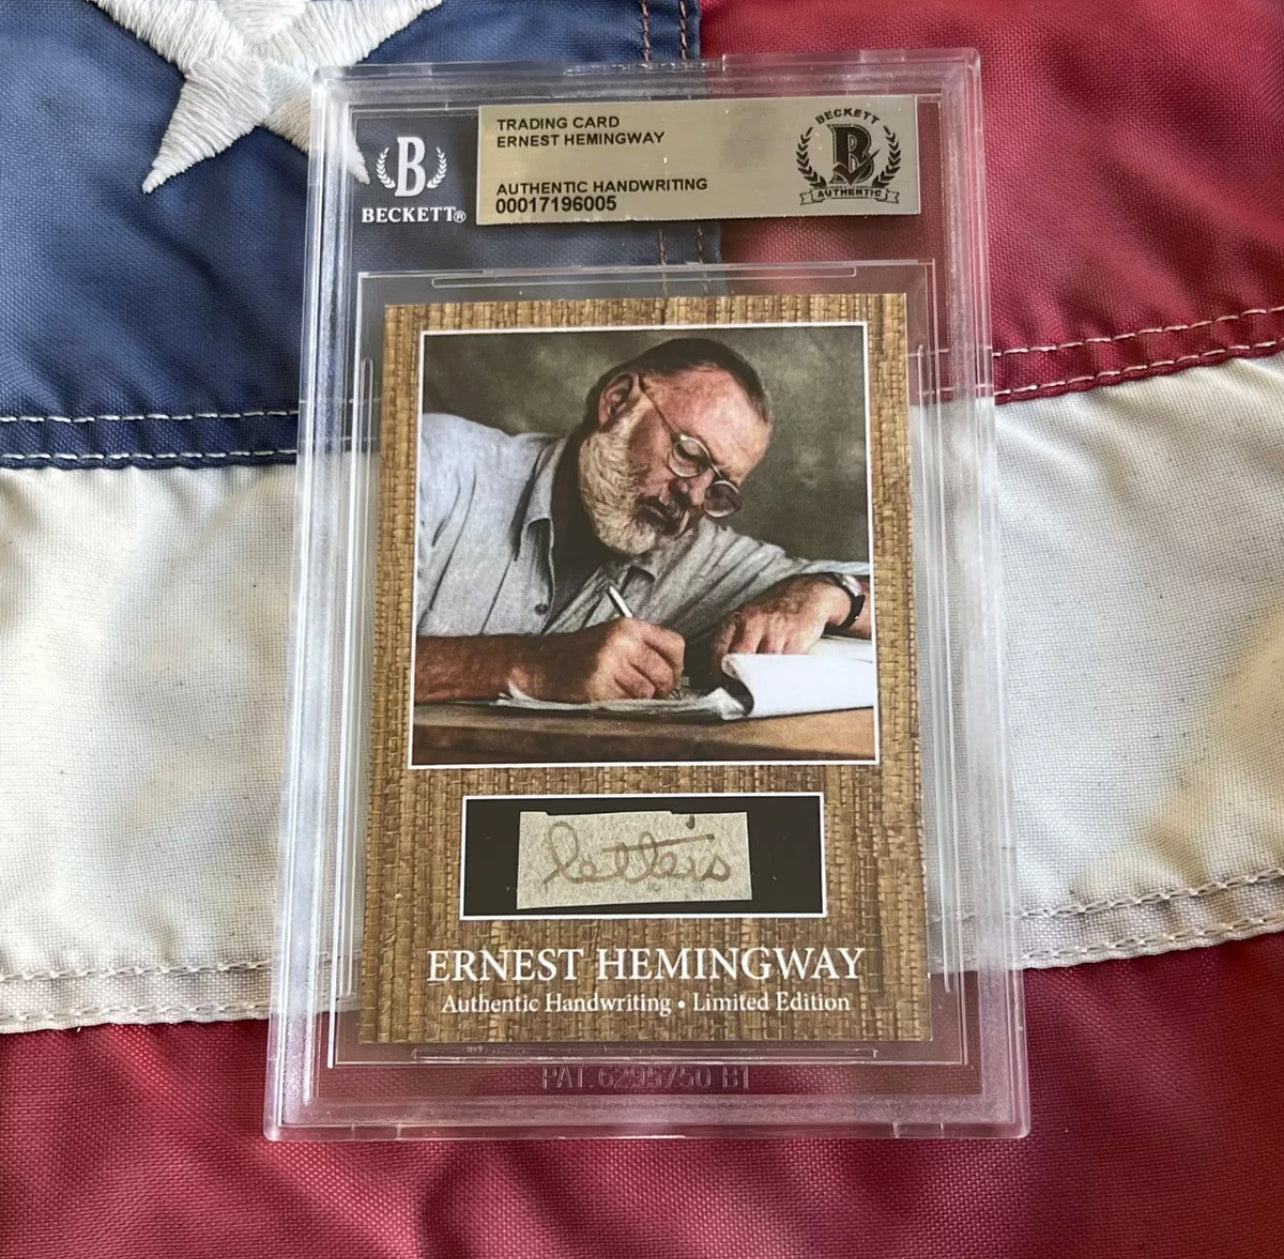 TRADING CARD
ERNEST HEMINGWAY
AUTHENTIC HANDWRITING
00017196005
B
BECKETT®
BECKETT
B
AUTHENTIC
letters
ERNEST HEMINGWAY
Authentic Handwriting • Limited Edition
PAT. 6295750 B1